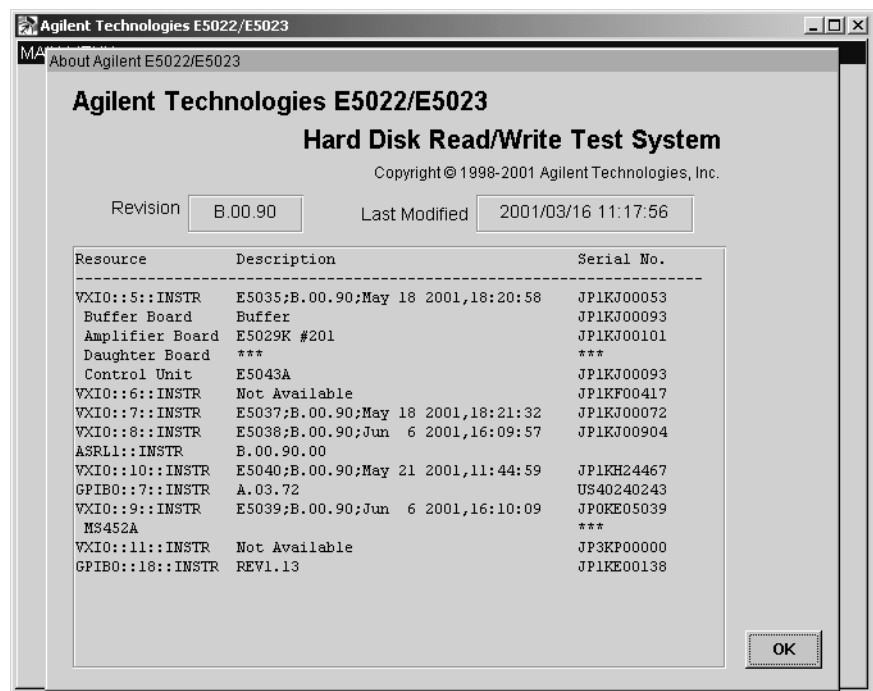 Agilent Technologies E5022/E5023
About Agilent E5022/E5023
Agilent Technologies E5022/E5023
Hard Disk Read/Write Test System
Copyright © 1998-2001 Agilent Technologies, Inc.
Revision B.00.90 Last Modified 2001/03/16 11:17:56
Resource Description Serial No.
------------------------------------------------------------------
VXI0::5::INSTR E5035;B.00.90;May 18 2001,18:20:58 JP1KJ00053
Buffer Board Buffer JP1KJ00093
Amplifier Board E5029K #201 JP1KJ00101
Daughter Board *** ***
Control Unit E5043A JP1KJ00093
VXI0::6::INSTR Not Available JP1KF00417
VXI0::7::INSTR E5037;B.00.90;May 18 2001,18:21:32 JP1KJ00072
VXI0::8::INSTR E5038;B.00.90;Jun 6 2001,16:09:57 JP1KJ00904
ASRL1::INSTR B.00.90.00
VXI0::10::INSTR E5040;B.00.90;May 21 2001,11:44:59 JP1KH24467
GPIB0::7::INSTR A.03.72 US40240243
VXI0::9::INSTR E5039;B.00.90;Jun 6 2001,16:10:09 JP0KE05039
MS452A ***
VXI0::11::INSTR Not Available JP3KP00000
GPIB0::18::INSTR REV1.13 JP1KE00138
OK